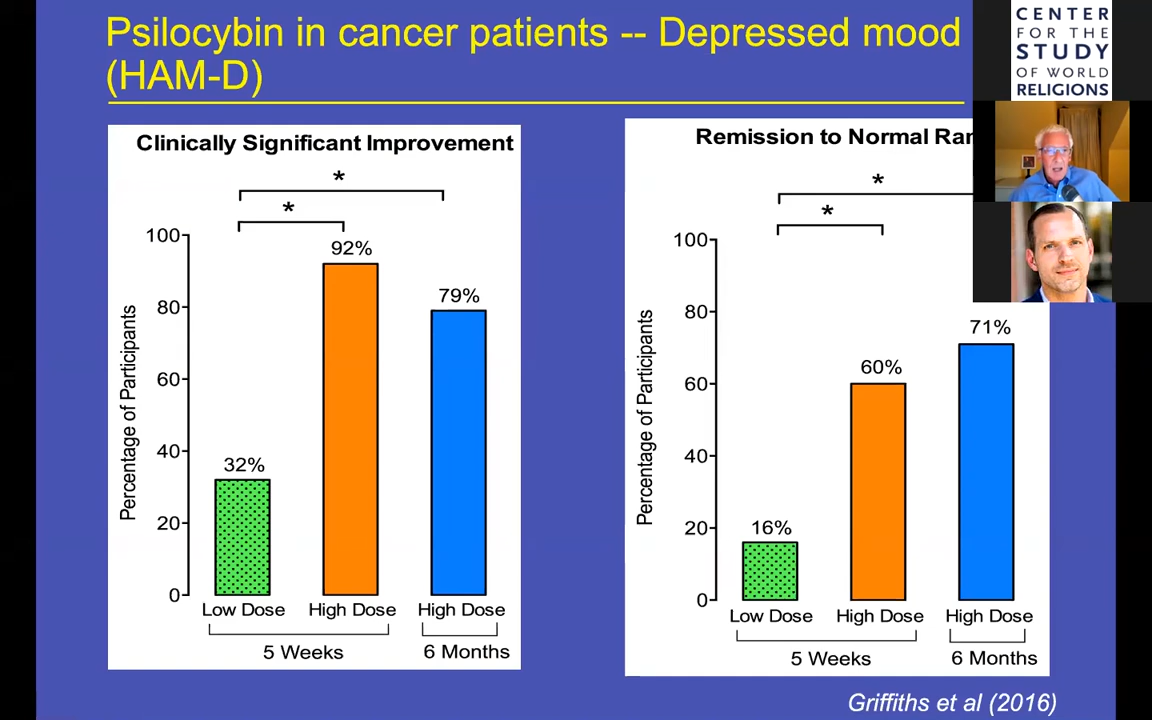 Psilocybin in cancer patients -- Depressed mood
(HAM-D)
CENTER
FOR THE
STUDY
OF WORLD
RELIGIONS
Clinically Significant Improvement
*
*
100
80
60
40
20
0
Percentage of Participants
32%
92%
79%
Low Dose
High Dose
High Dose
5 Weeks
6 Months
Remission to Normal
*
*
100
80
60
40
20
0
Percentage of Participants
16%
60%
71%
Low Dose
High Dose
High Dose
5 Weeks
6 Months
Griffiths et al (2016)